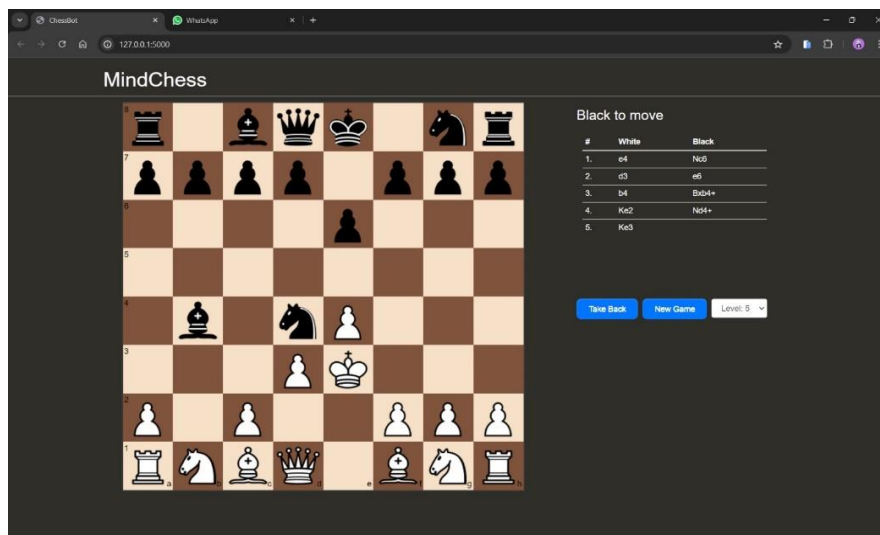 ChessBot
WhatsApp
127.0.0.1:5000
MindChess
Black to move
# White Black
1. e4 Nc6
2. d3 e6
3. b4 Bxb4+
4. Ke2 Nd4+
5. Ke3
Take Back New Game Level: 5
8
7
6
5
4
3
2
1
a b c d e f g h